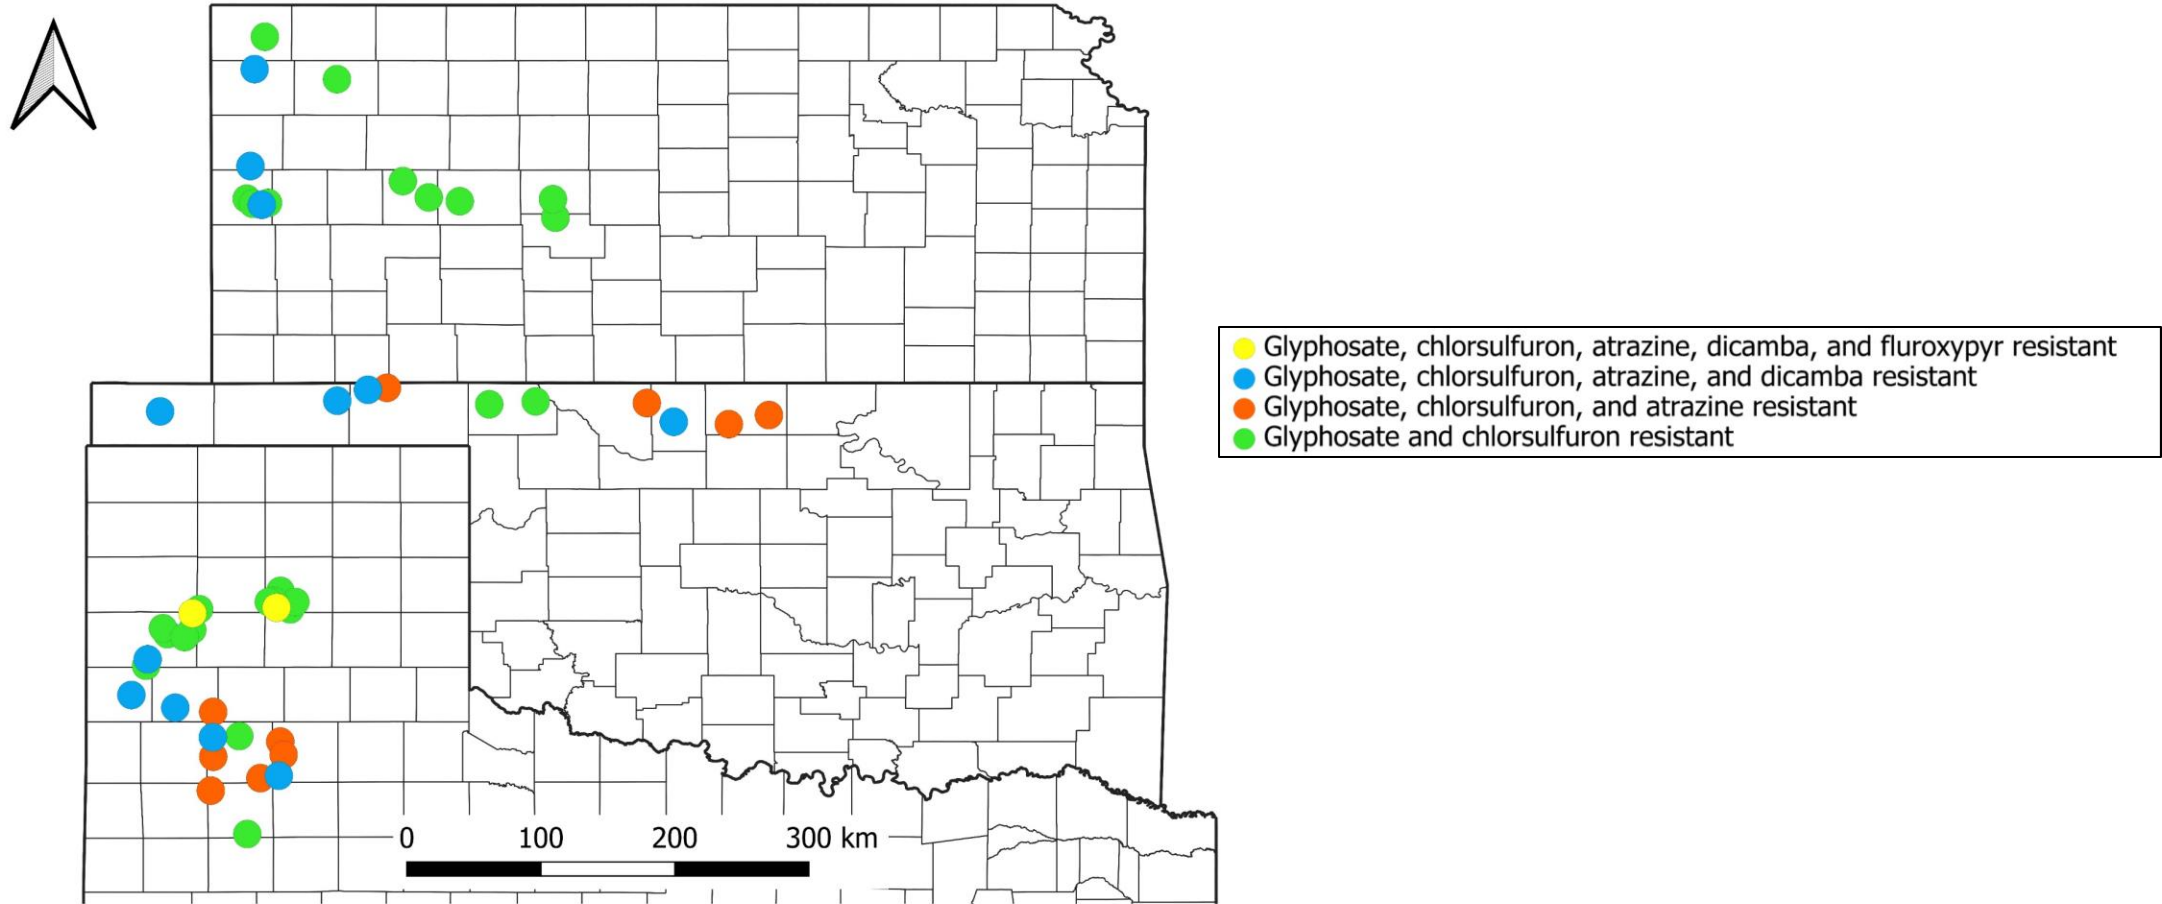 Glyphosate, chlorsulfuron, atrazine, dicamba, and fluroxypyr resistant
Glyphosate, chlorsulfuron, atrazine, and dicamba resistant
Glyphosate, chlorsulfuron, and atrazine resistant
Glyphosate and chlorsulfuron resistant
0 100 200 300 km